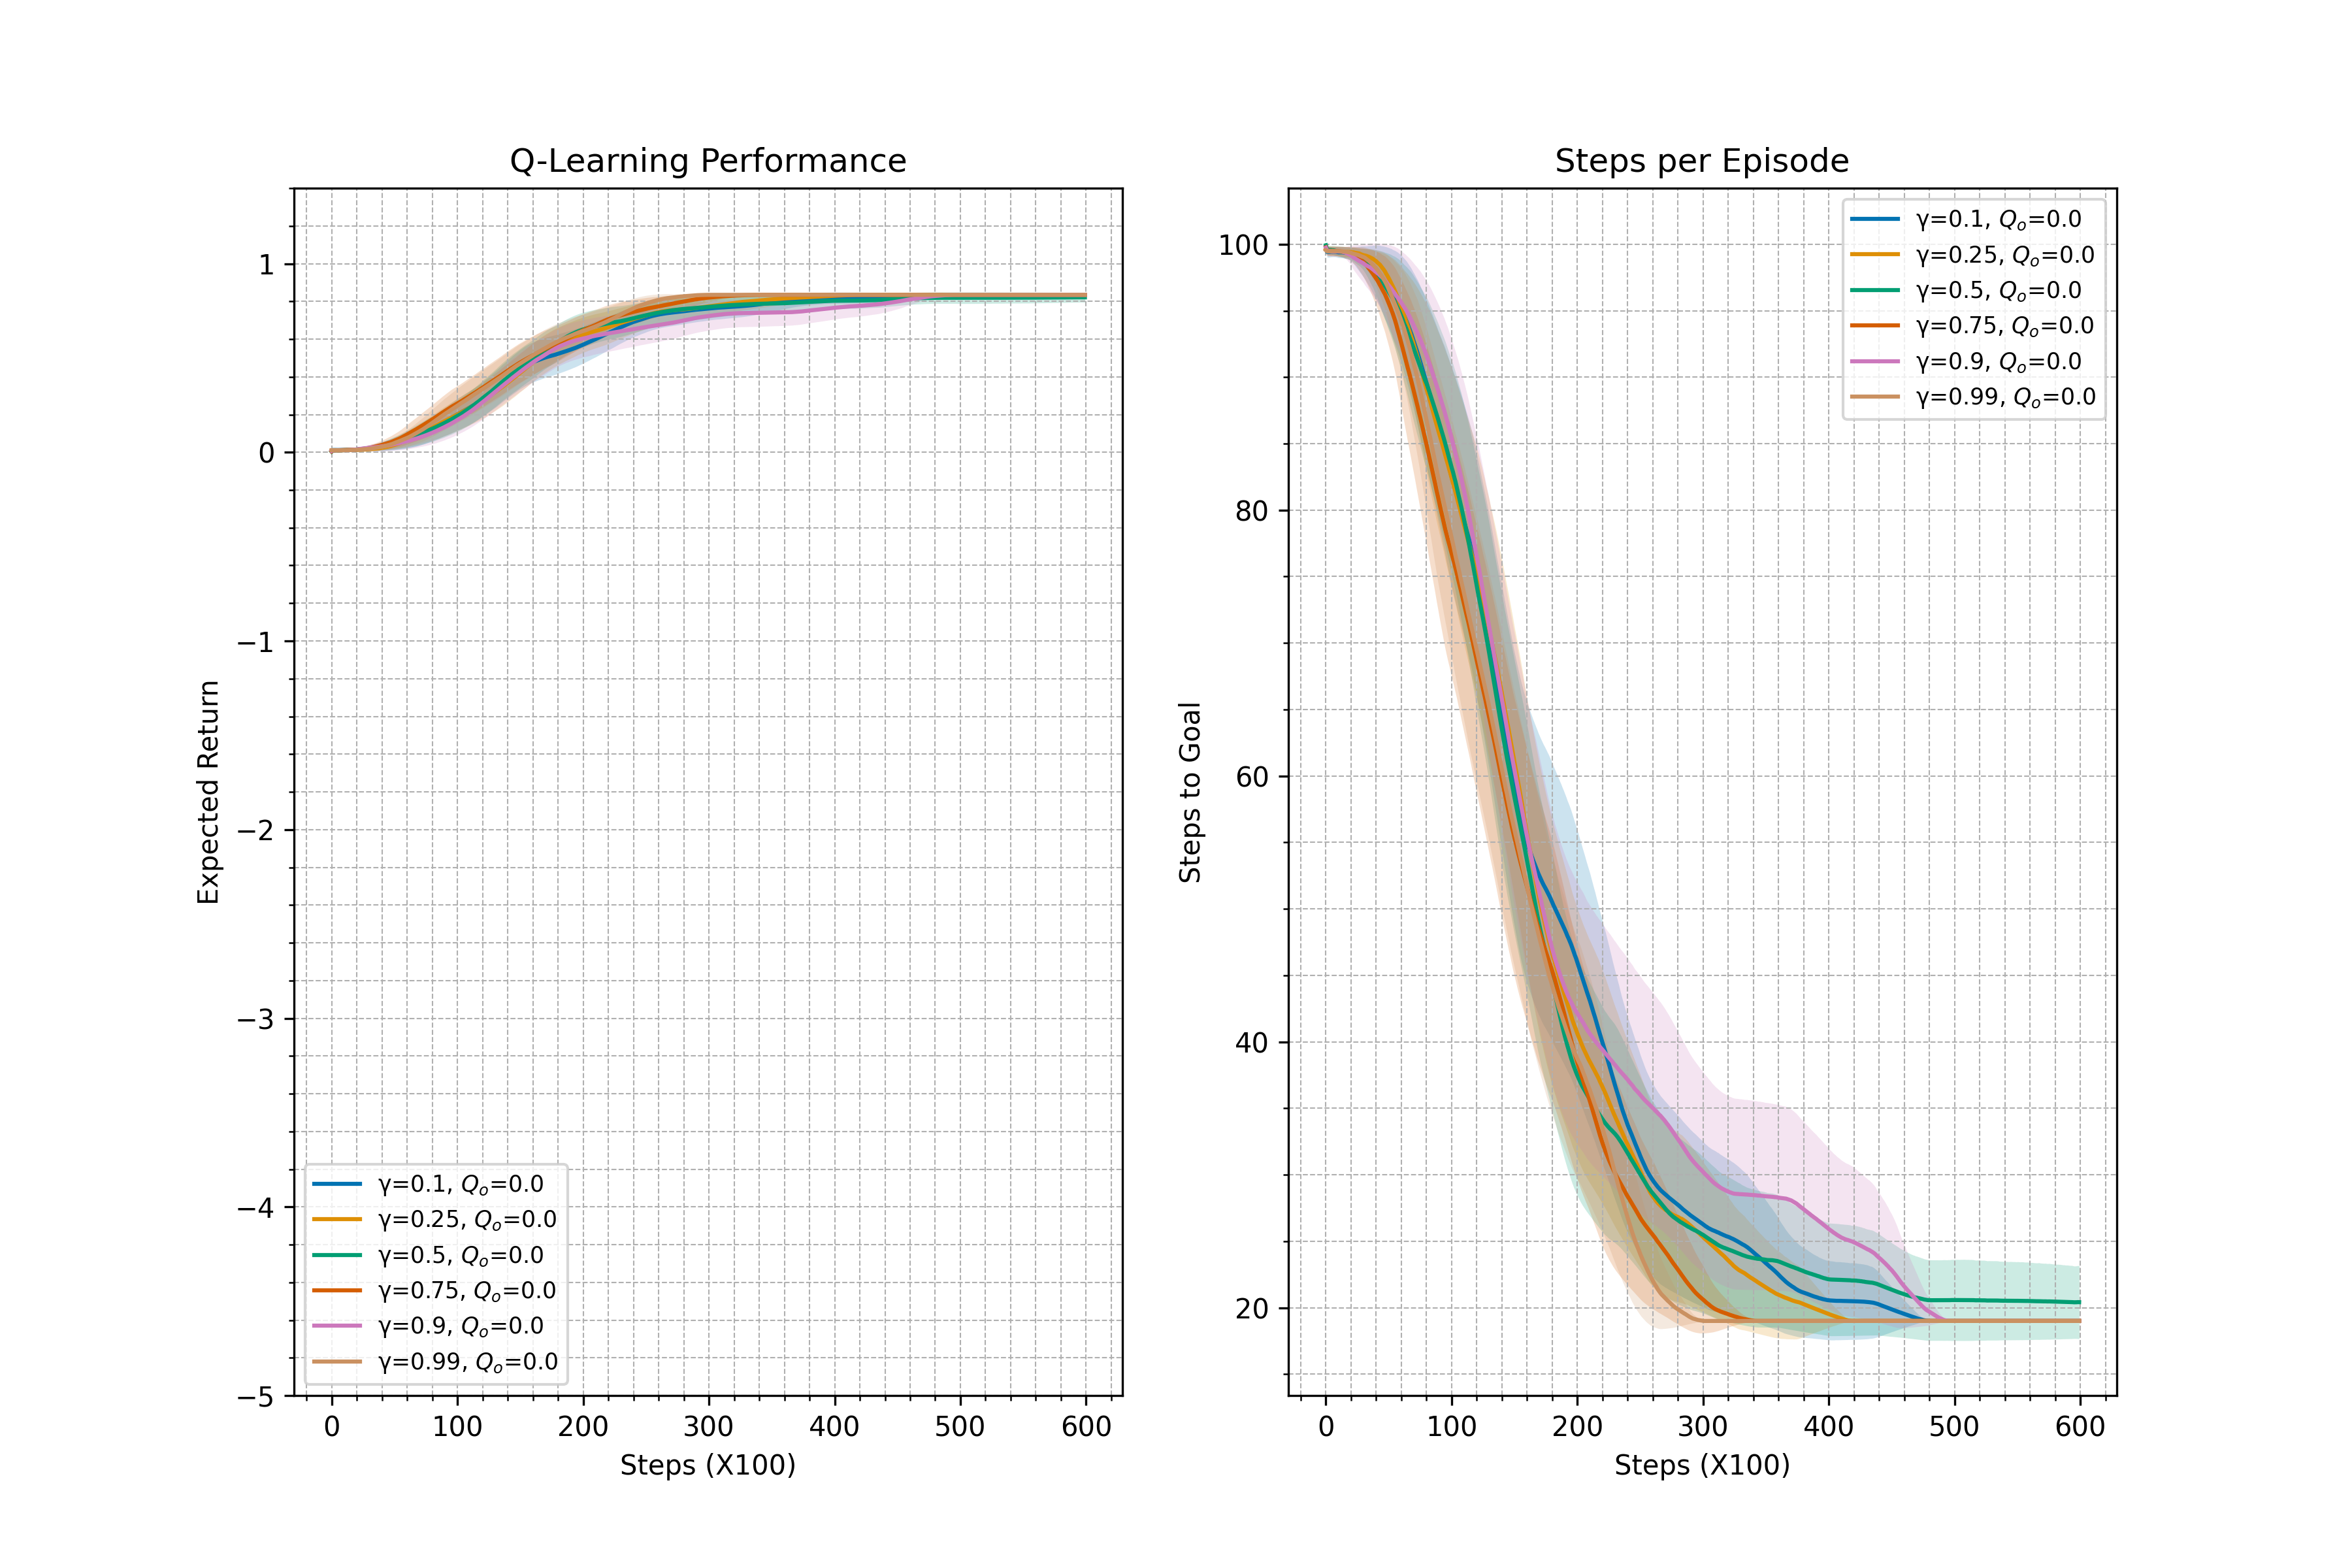 Q-Learning Performance
1
0
−1
−2
−3
−4
−5
Expected Return
γ=0.1, Qₒ=0.0
γ=0.25, Qₒ=0.0
γ=0.5, Qₒ=0.0
γ=0.75, Qₒ=0.0
γ=0.9, Qₒ=0.0
γ=0.99, Qₒ=0.0
0 100 200 300 400 500 600
Steps (X100)
Steps per Episode
100
80
60
40
20
Steps to Goal
γ=0.1, Qₒ=0.0
γ=0.25, Qₒ=0.0
γ=0.5, Qₒ=0.0
γ=0.75, Qₒ=0.0
γ=0.9, Qₒ=0.0
γ=0.99, Qₒ=0.0
0 100 200 300 400 500 600
Steps (X100)